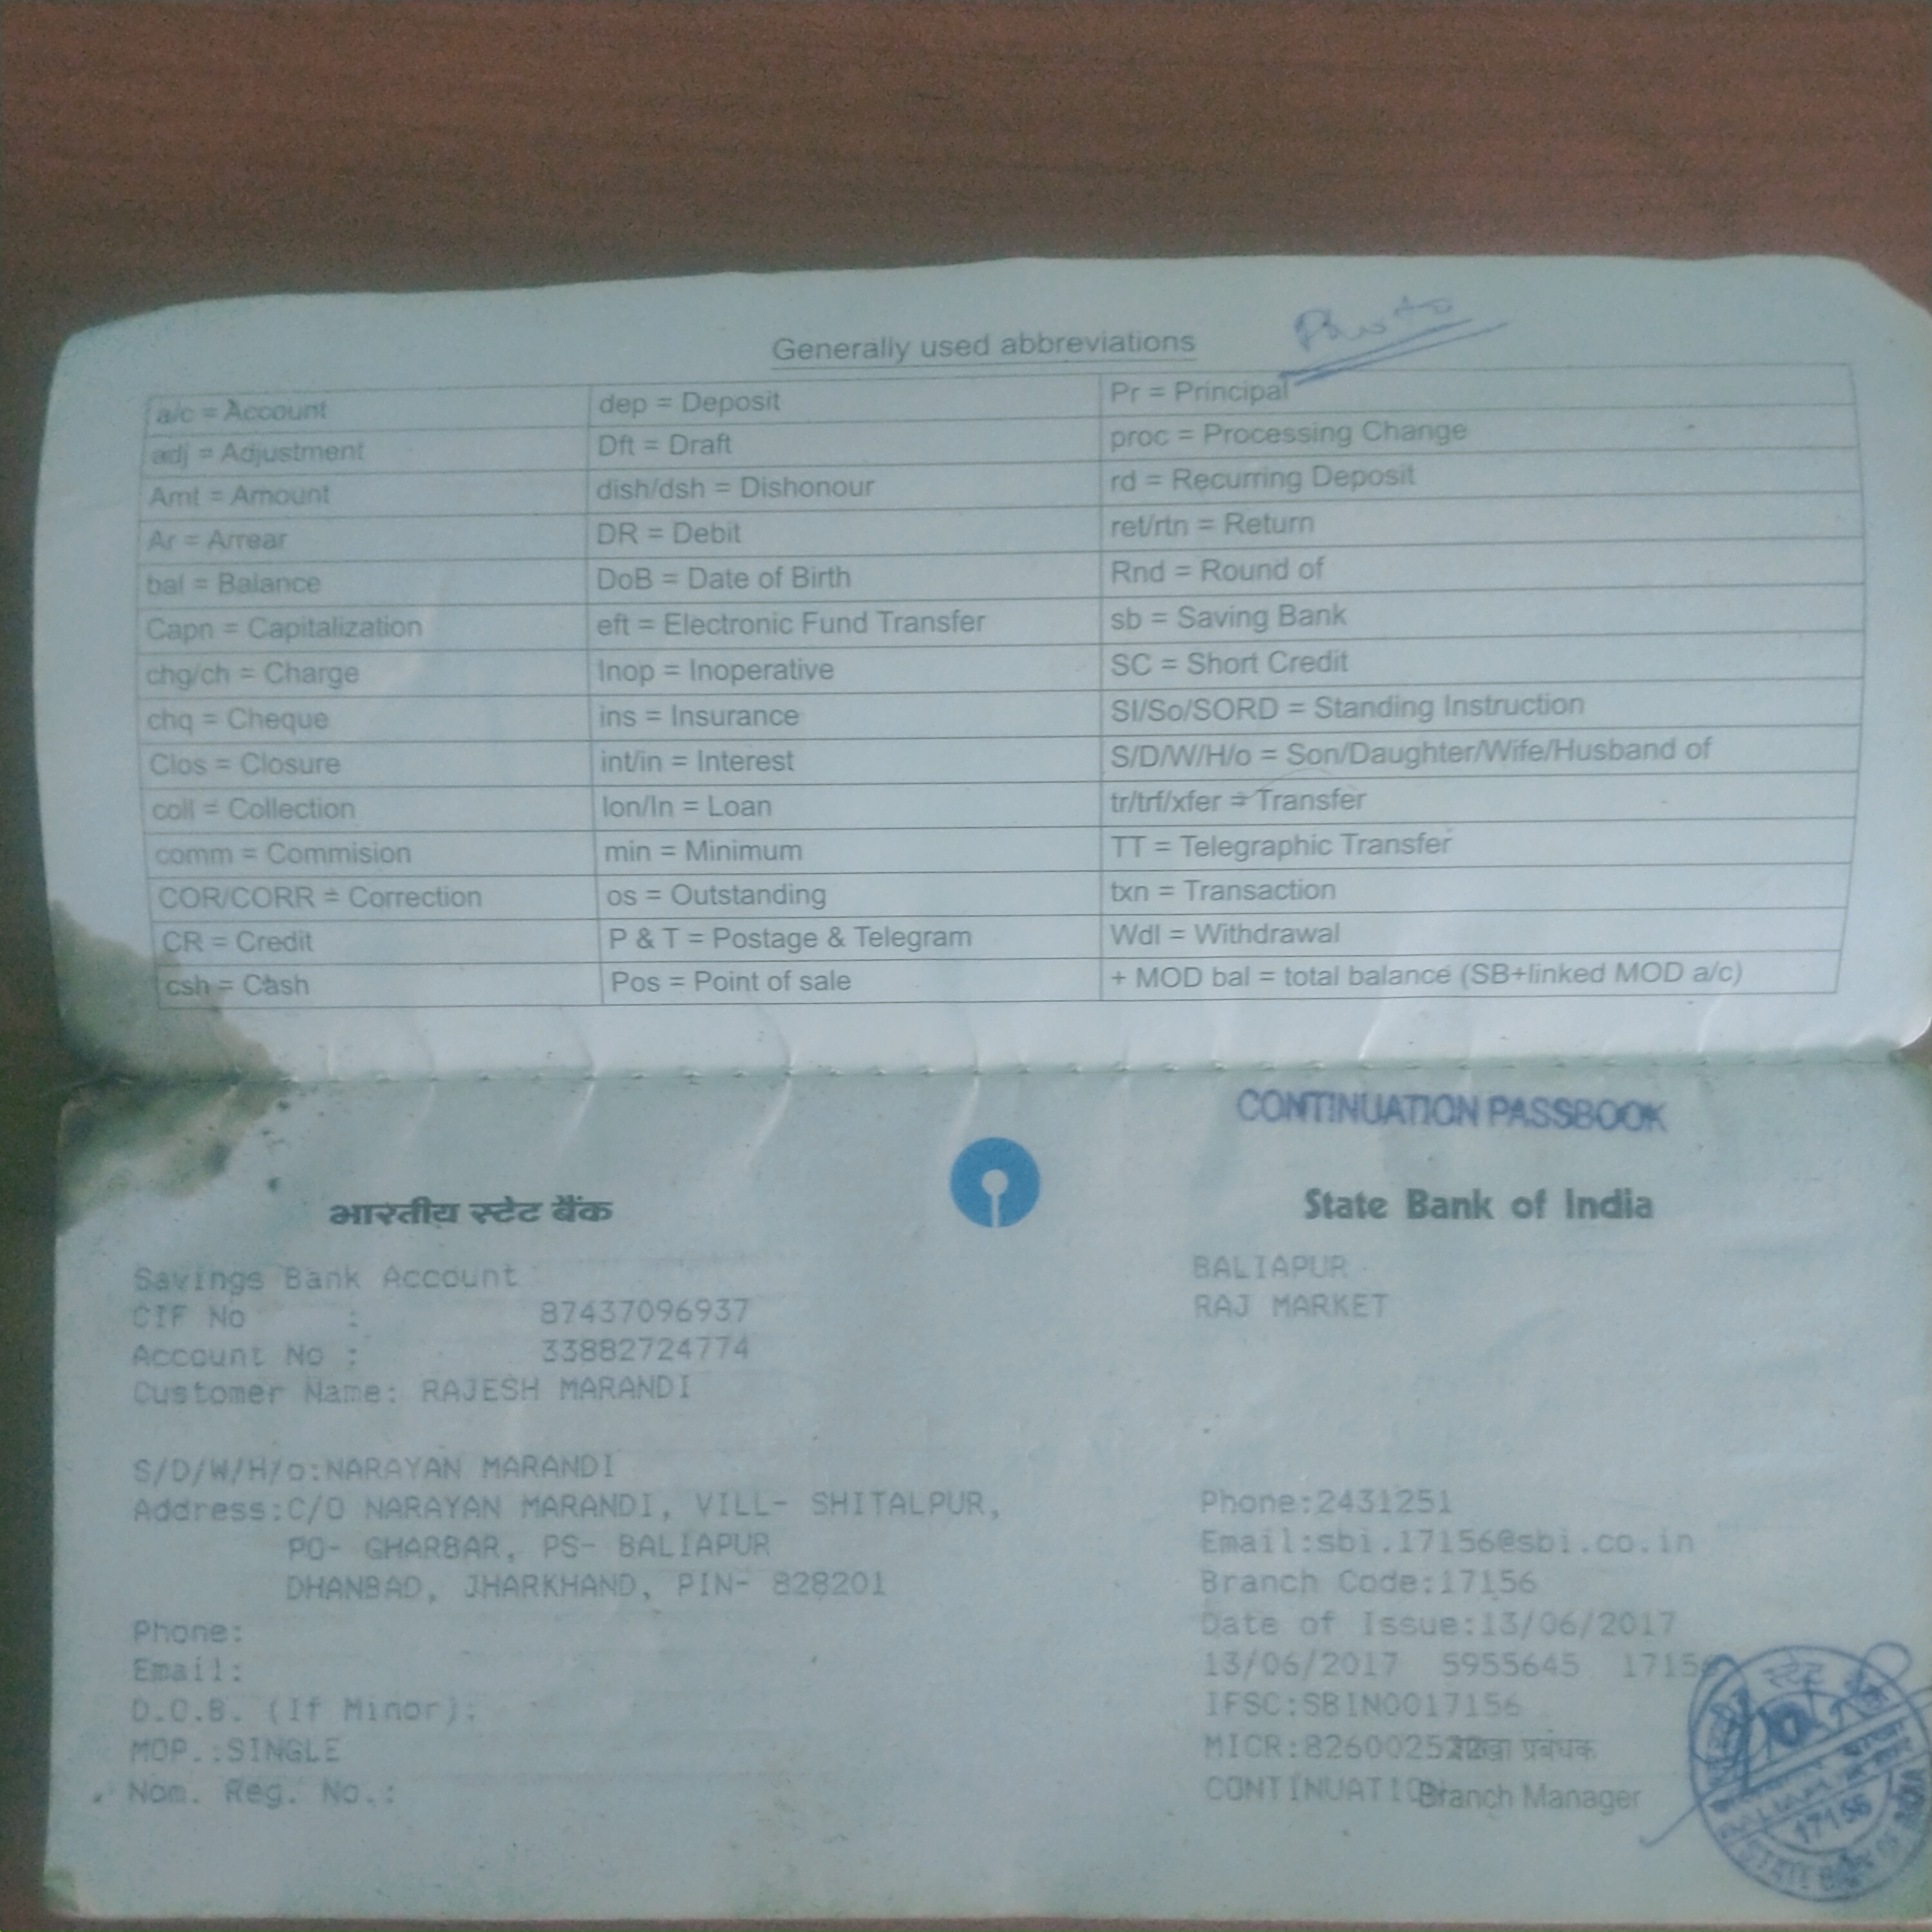 Generally used abbreviations
a/c = Account dep = Deposit Pr = Principal
adj = Adjustment Dft = Draft proc = Processing Change
Amt = Amount dish/dsh = Dishonour rd = Recurring Deposit
Ar = Arrear DR = Debit ret/rtn = Return
bal = Balance DoB = Date of Birth Rnd = Round of
Capn = Capitalization eft = Electronic Fund Transfer sb = Saving Bank
chg/ch = Charge Inop = Inoperative SC = Short Credit
chq = Cheque ins = Insurance SI/So/SORD = Standing Instruction
Clos = Closure int/in = Interest S/D/W/H/o = Son/Daughter/Wife/Husband of
coll = Collection lon/ln = Loan tr/trf/xfer = Transfer
comm = Commision min = Minimum TT = Telegraphic Transfer
COR/CORR = Correction os = Outstanding txn = Transaction
CR = Credit P & T = Postage & Telegram Wdl = Withdrawal
csh = Cash Pos = Point of sale + MOD bal = total balance (SB+linked MOD a/c)
CONTINUATION PASSBOOK
भारतीय स्टेट बैंक State Bank of India
Savings Bank Account
CIF No : 87437096937
Account No : 33882724774
Customer Name: RAJESH MARANDI
S/D/W/H/o:NARAYAN MARANDI
Address:C/O NARAYAN MARANDI, VILL- SHITALPUR,
PO- GHARBAR, PS- BALIAPUR
DHANBAD, JHARKHAND, PIN- 828201
Phone:
Email:
D.O.B. (If Minor):
MOP.:SINGLE
Nom. Reg. No.:
BALIAPUR
RAJ MARKET
Phone:2431251
Email:sbi.17156@sbi.co.in
Branch Code:17156
Date of Issue:13/06/2017
13/06/2017 5955645 17156
IFSC:SBIN0017156
MICR: प्रबंधक
Branch Manager
17156
STATE